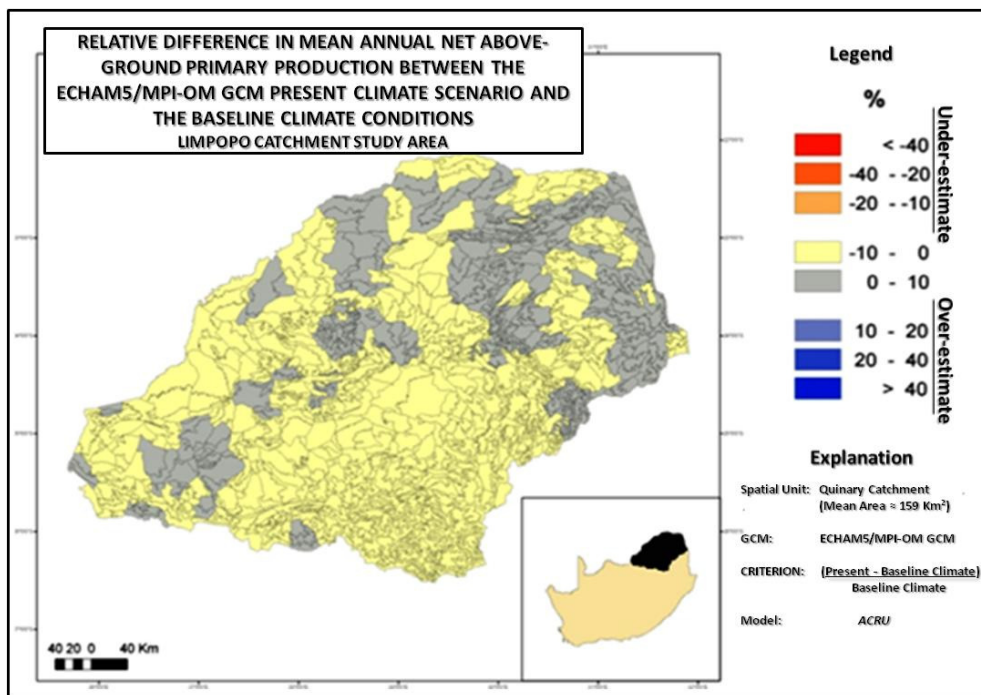 RELATIVE DIFFERENCE IN MEAN ANNUAL NET ABOVE-
GROUND PRIMARY PRODUCTION BETWEEN THE
ECHAM5/MPI-OM GCM PRESENT CLIMATE SCENARIO AND
THE BASELINE CLIMATE CONDITIONS
LIMPOPO CATCHMENT STUDY AREA
Legend
%
Under-estimate
< -40
-40 - -20
-20 - -10
-10 - 0
0 - 10
Over-estimate
10 - 20
20 - 40
> 40
Explanation
Spatial Unit: Quinary Catchment
(Mean Area ≈ 159 Km²)
GCM: ECHAM5/MPI-OM GCM
CRITERION: (Present - Baseline Climate)
Baseline Climate
Model: ACRU
40 20 0 40 Km